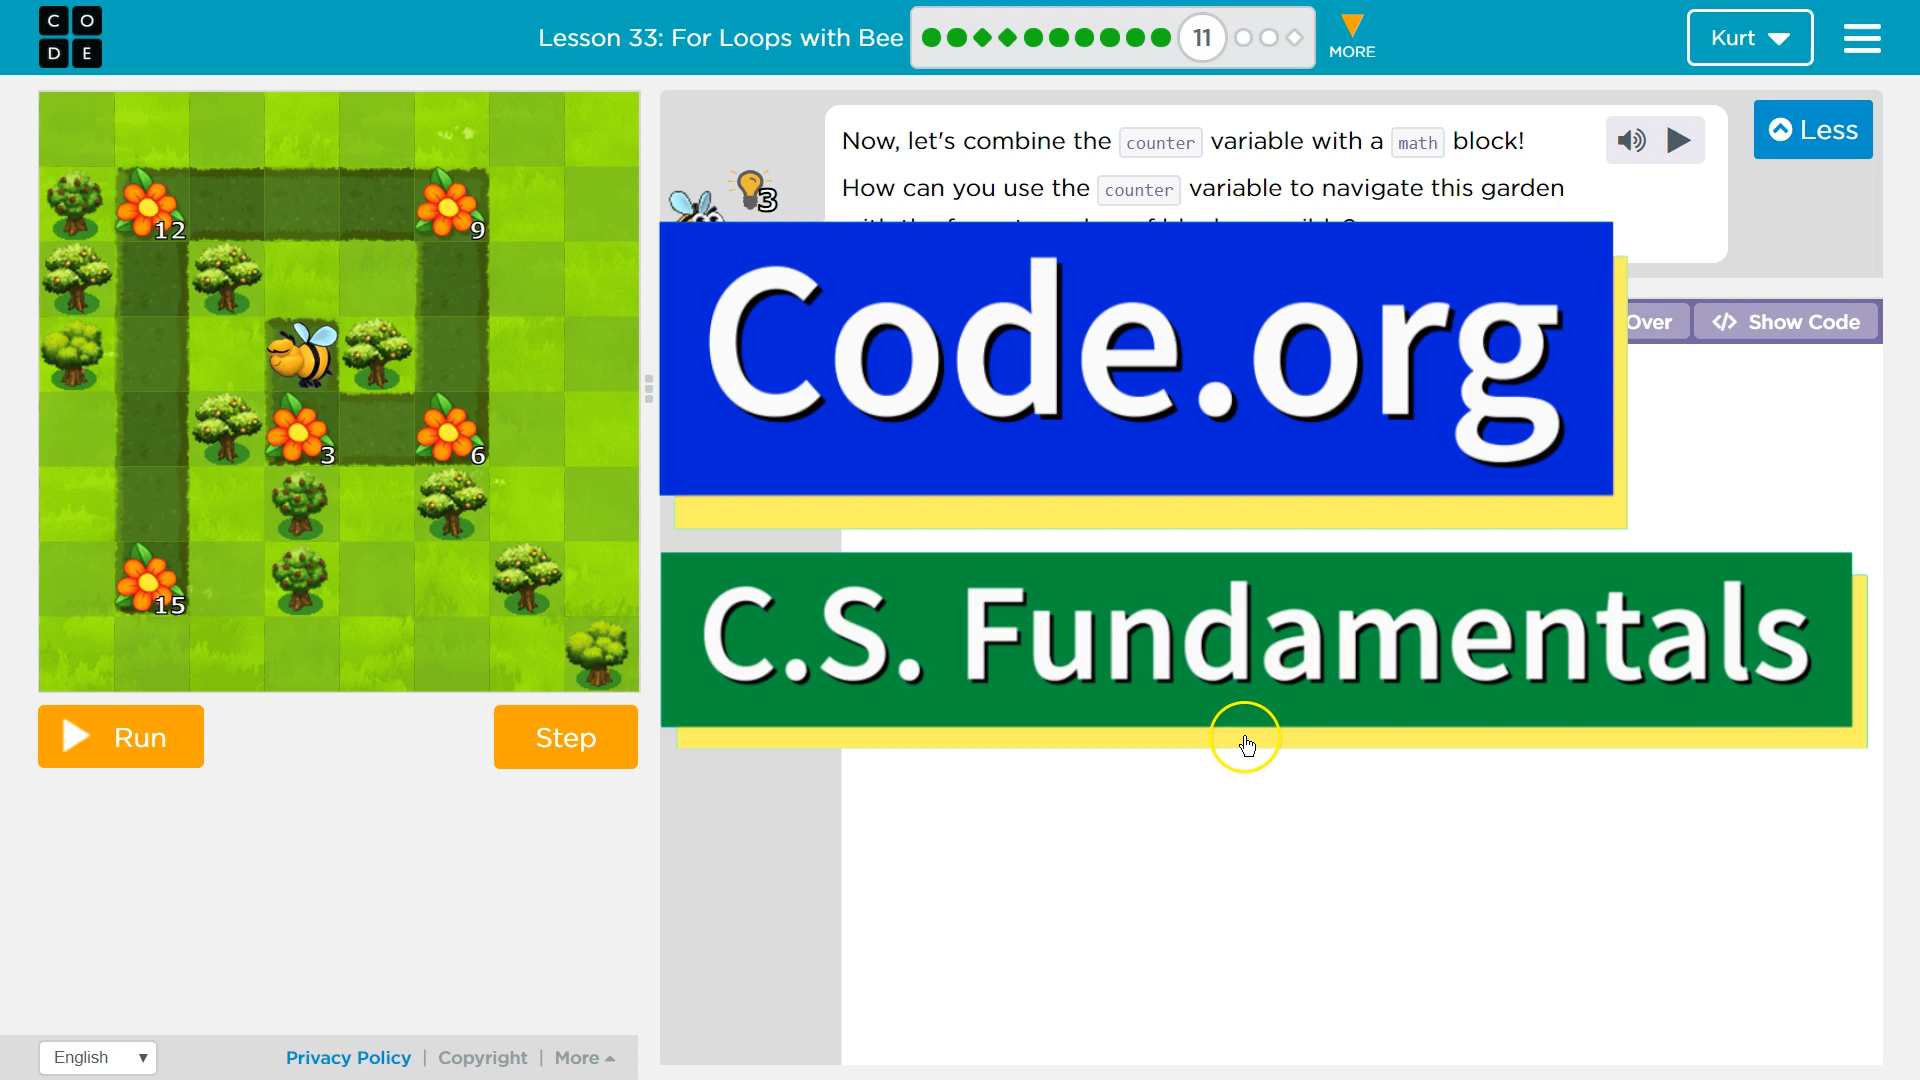 C O
D E
Lesson 33: For Loops with Bee
11
MORE
Kurt
Now, let's combine the counter variable with a math block!
How can you use the counter variable to navigate this garden
Less
3
Over
Show Code
12
9
3
6
15
Code.org
C.S. Fundamentals
Run
Step
English
Privacy Policy | Copyright | More